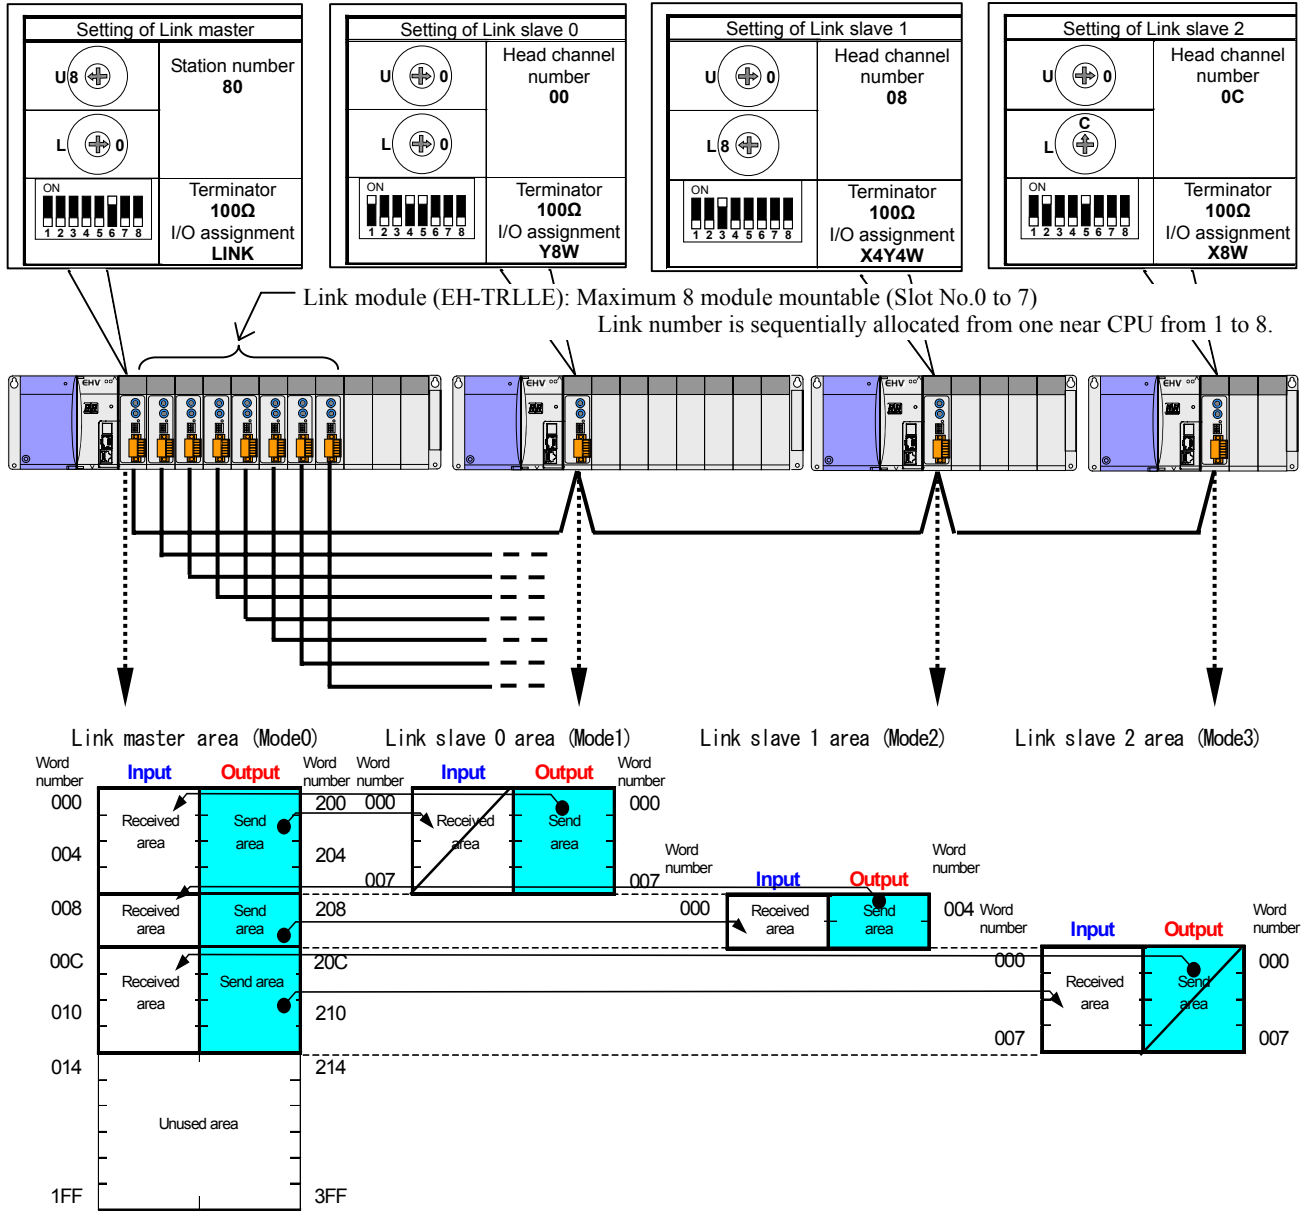 Setting of Link master
U 8
Station number
80
L 0
ON
1 2 3 4 5 6 7 8
Terminator
100Ω
I/O assignment
LINK
Setting of Link slave 0
U 0
Head channel
number
00
L 0
ON
1 2 3 4 5 6 7 8
Terminator
100Ω
I/O assignment
Y8W
Setting of Link slave 1
U 0
Head channel
number
08
L 8
ON
1 2 3 4 5 6 7 8
Terminator
100Ω
I/O assignment
X4Y4W
Setting of Link slave 2
U 0
Head channel
number
0C
C
L
ON
1 2 3 4 5 6 7 8
Terminator
100Ω
I/O assignment
X8W
Link module (EH-TRLLE): Maximum 8 module mountable (Slot No.0 to 7)
Link number is sequentially allocated from one near CPU from 1 to 8.
EHV
EHV
EHV
EHV
Link master area (Mode0)
Word
number
Input
Output
Word
number
000
004
008
00C
010
014
1FF
Received
area
Send
area
Received
area
Send
area
Received
area
Send area
Unused area
200
204
208
20C
210
214
3FF
Link slave 0 area (Mode1)
Word
number
Input
Output
Word
number
000
007
Received
area
Send
area
000
007
Link slave 1 area (Mode2)
Word
number
Input
Output
Word
number
000
Received
area
Send
area
004
Link slave 2 area (Mode3)
Word
number
Input
Output
Word
number
000
007
Received
area
Send
area
000
007